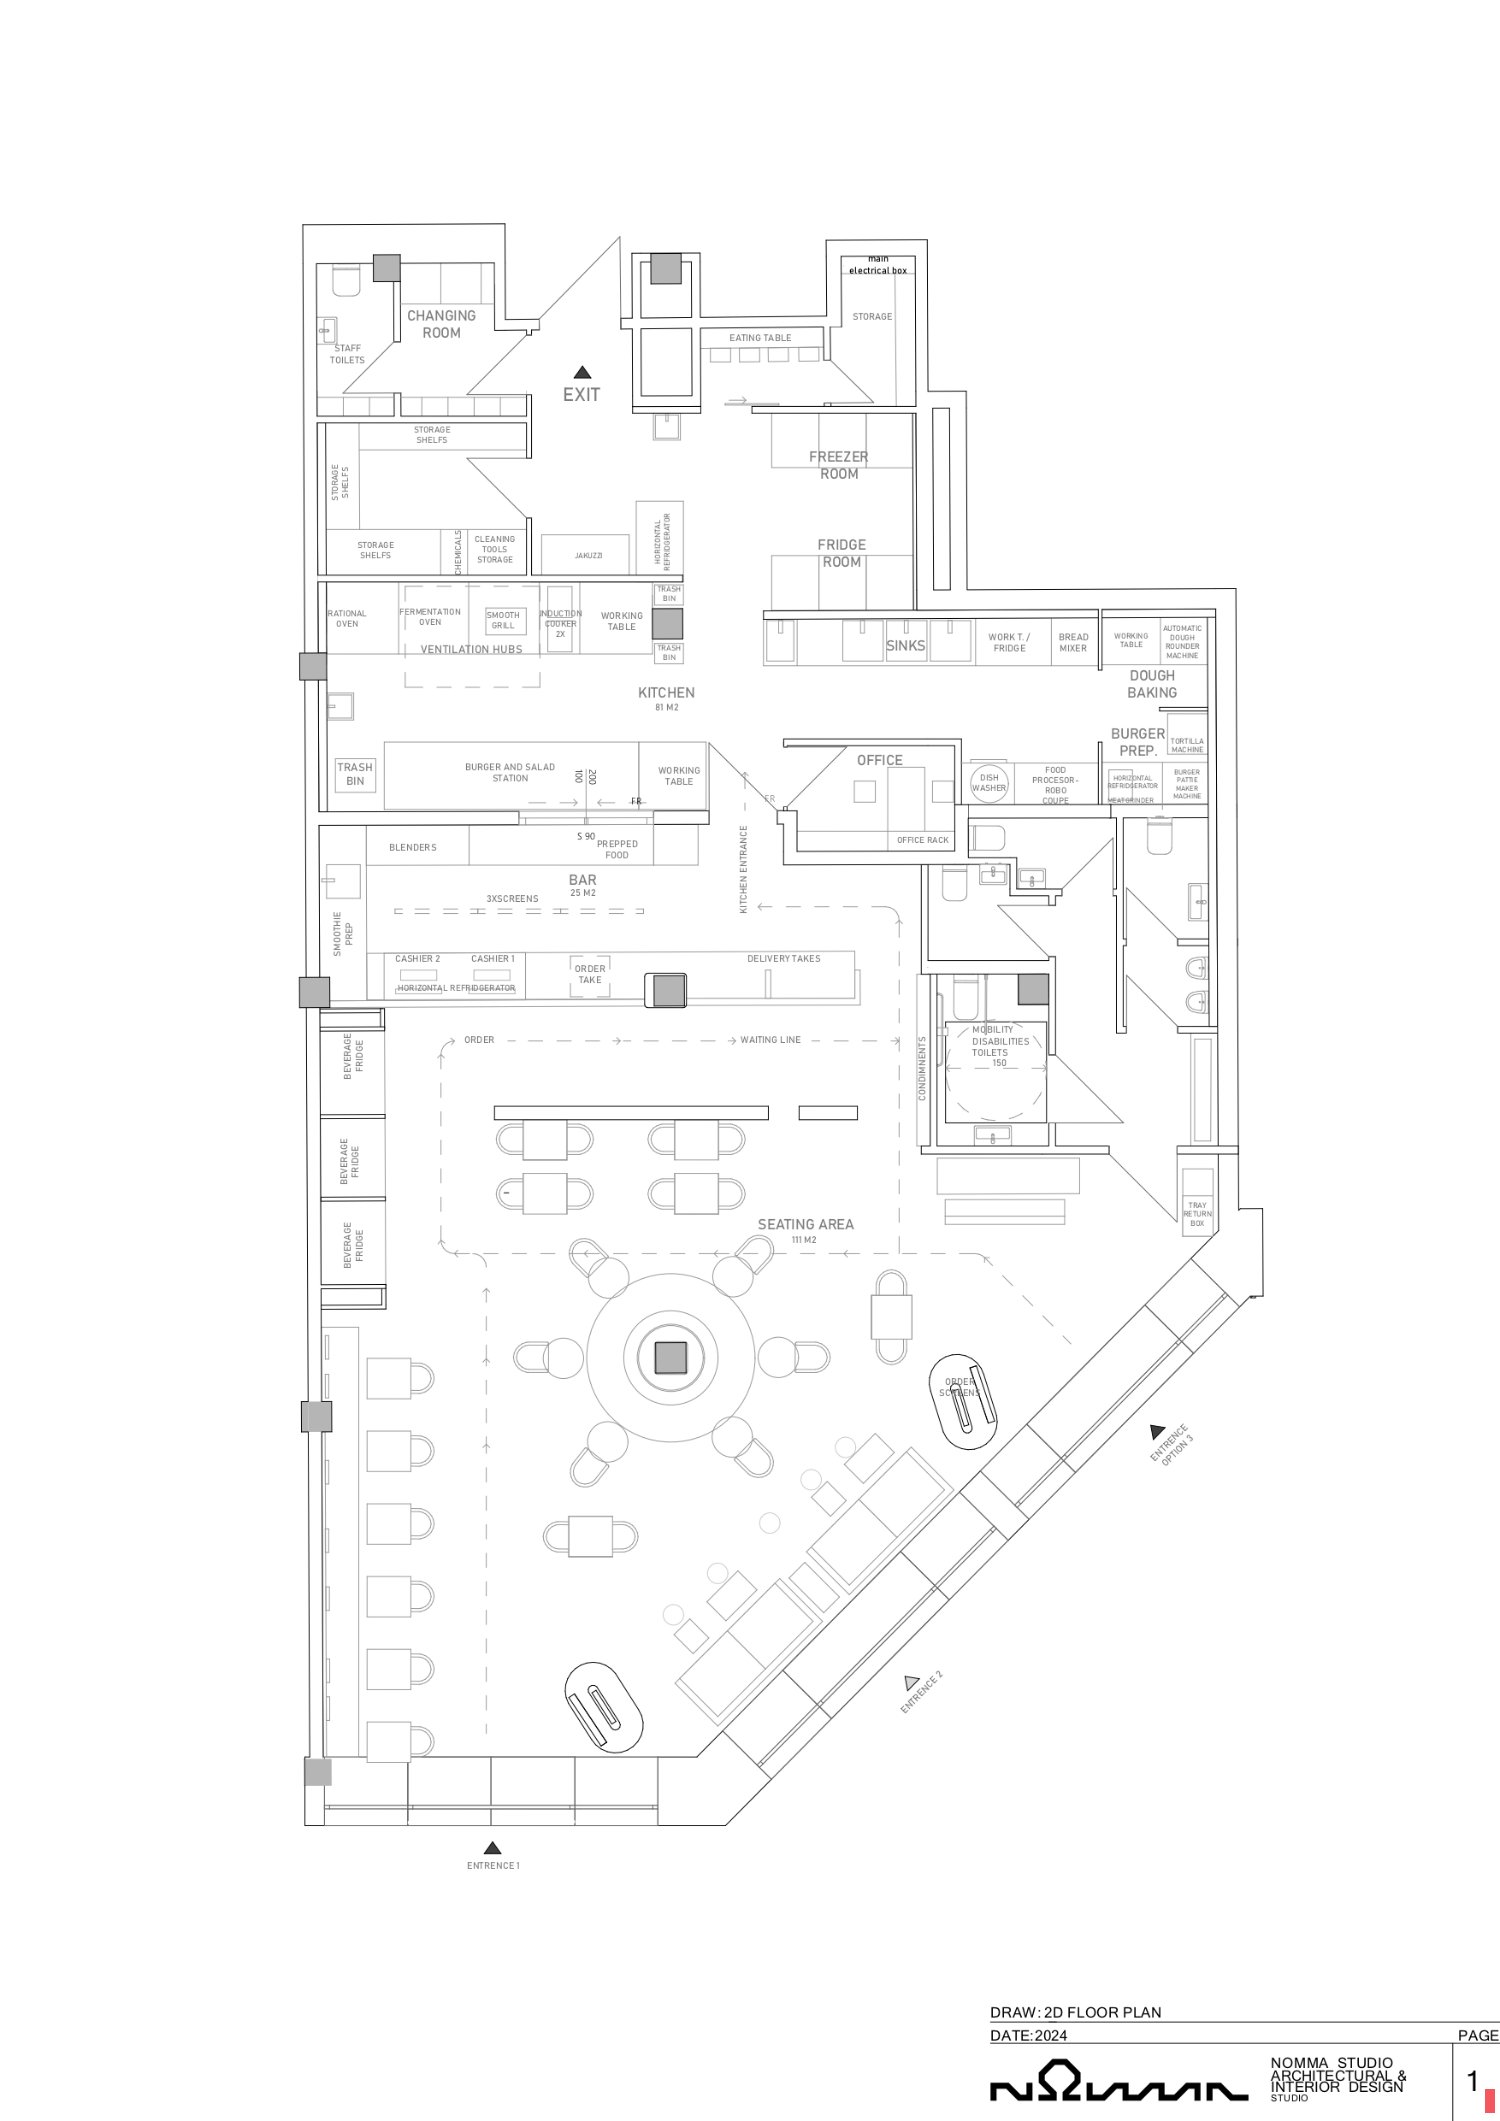 main
electrical box
STORAGE
CHANGING
ROOM
STAFF
TOILETS
EATING TABLE
EXIT
STORAGE
SHELFS
STORAGE
SHELFS
FREEZER
ROOM
STORAGE
SHELFS
CHEMICALS
CLEANING
TOOLS
STORAGE
JAKUZZI
HORIZONTAL
REFRIDGERATOR
FRIDGE
ROOM
TRASH
BIN
RATIONAL
OVEN
FERMENTATION
OVEN
SMOOTH
GRILL
INDUCTION
COOKER
2X
WORKING
TABLE
VENTILATION HUBS
TRASH
BIN
SINKS
WORK T. /
FRIDGE
BREAD
MIXER
WORKING
TABLE
AUTOMATIC
DOUGH
ROUNDER
MACHINE
DOUGH
BAKING
KITCHEN
81 M2
BURGER
PREP.
TORTILLA
MACHINE
TRASH
BIN
BURGER AND SALAD
STATION
100
200
WORKING
TABLE
FR
FR
OFFICE
DISH
WASHER
FOOD
PROCESOR-
ROBO
COUPE
HORIZONTAL
REFRIDGERATOR
MEATGRINDER
BURGER
PATTIE
MAKER
MACHINE
OFFICE RACK
S 90
BLENDERS
PREPPED
FOOD
KITCHEN ENTRANCE
BAR
25 M2
3XSCREENS
SMOOTHIE
PREP
CASHIER 2
CASHIER 1
HORIZONTAL REFRIDGERATOR
ORDER
TAKE
DELIVERY TAKES
ORDER
WAITING LINE
MOBILITY
DISABILITIES
TOILETS
150
CONDIMNENTS
BEVERAGE
FRIDGE
BEVERAGE
FRIDGE
BEVERAGE
FRIDGE
SEATING AREA
111 M2
TRAY
RETURN
BOX
ORDER
SCREENS
ENTRENCE
OPTION 3
ENTRENCE 2
ENTRENCE 1
DRAW: 2D FLOOR PLAN
DATE:2024
PAGE
NOMMA
NOMMA STUDIO
ARCHITECTURAL &
INTERIOR DESIGN
STUDIO
1